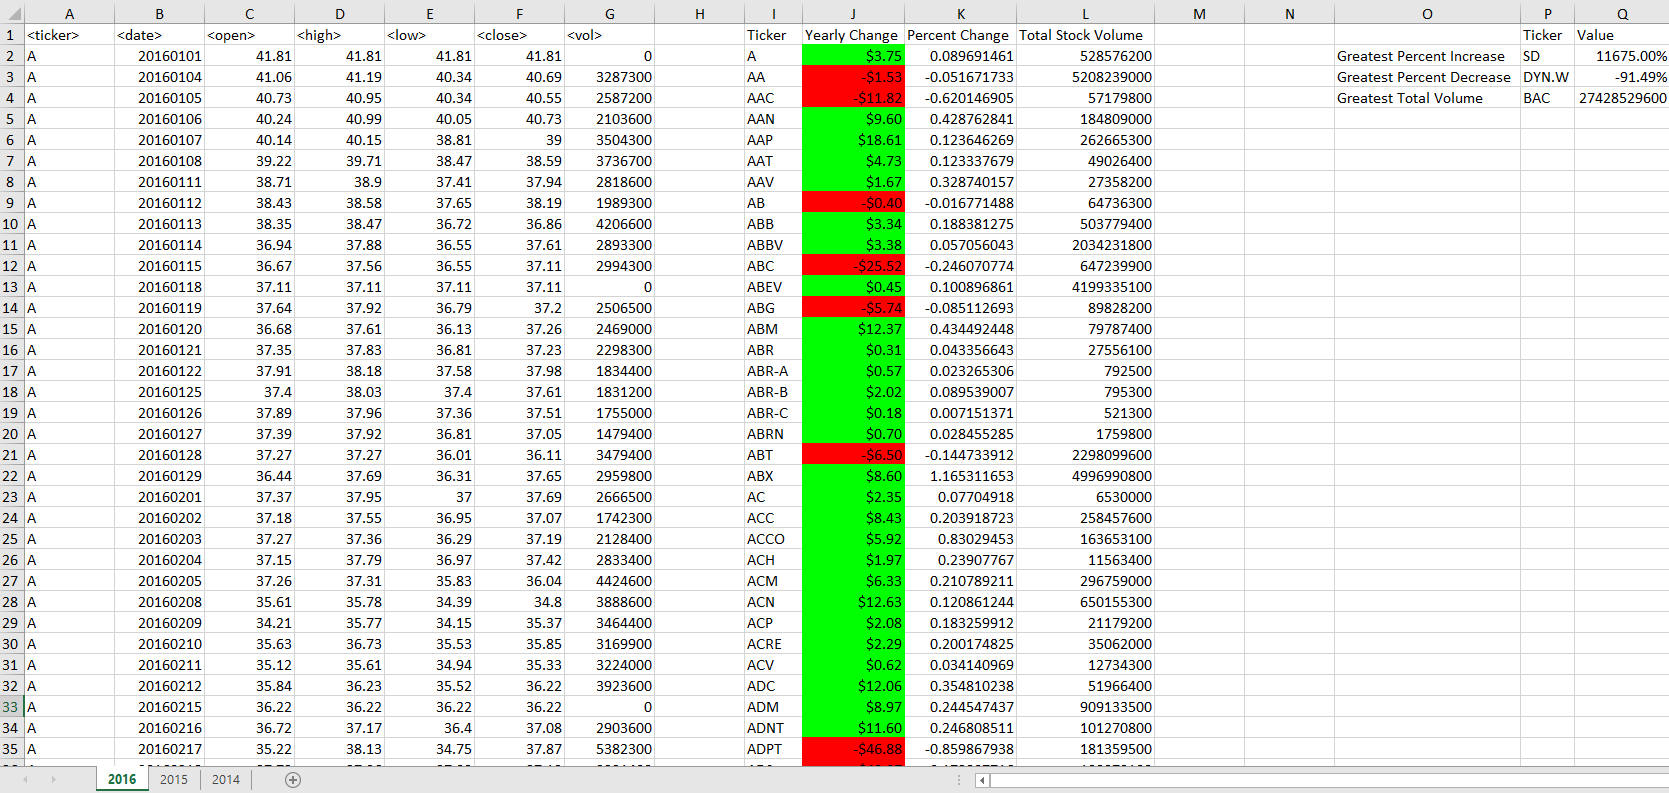 A B C D E F G H I J K L M N O P Q
1 <ticker> <date> <open> <high> <low> <close> <vol> Ticker Yearly Change Percent Change Total Stock Volume Ticker Value
2 A 20160101 41.81 41.81 41.81 41.81 0 A $3.75 0.089691461 528576200 Greatest Percent Increase SD 11675.00%
3 A 20160104 41.06 41.19 40.34 40.69 3287300 AA -$1.53 -0.051671733 5208239000 Greatest Percent Decrease DYN.W -91.49%
4 A 20160105 40.73 40.95 40.34 40.55 2587200 AAC -$11.82 -0.620146905 57179800 Greatest Total Volume BAC 27428529600
5 A 20160106 40.24 40.99 40.05 40.73 2103600 AAN $9.60 0.428762841 184809000
6 A 20160107 40.14 40.15 38.81 39 3504300 AAP $18.61 0.123646269 262665300
7 A 20160108 39.22 39.71 38.47 38.59 3736700 AAT $4.73 0.123337679 49026400
8 A 20160111 38.71 38.9 37.41 37.94 2818600 AAV $1.67 0.328740157 27358200
9 A 20160112 38.43 38.58 37.65 38.19 1989300 AB -$0.40 -0.016771488 64736300
10 A 20160113 38.35 38.47 36.72 36.86 4206600 ABB $3.34 0.188381275 503779400
11 A 20160114 36.94 37.88 36.55 37.61 2893300 ABBV $3.38 0.057056043 2034231800
12 A 20160115 36.67 37.56 36.55 37.11 2994300 ABC -$25.52 -0.246070774 647239900
13 A 20160118 37.11 37.11 37.11 37.11 0 ABEV $0.45 0.100896861 4199335100
14 A 20160119 37.64 37.92 36.79 37.2 2506500 ABG -$5.74 -0.085112693 89828200
15 A 20160120 36.68 37.61 36.13 37.26 2469000 ABM $12.37 0.434492448 79787400
16 A 20160121 37.35 37.83 36.81 37.23 2298300 ABR $0.31 0.043356643 27556100
17 A 20160122 37.91 38.18 37.58 37.98 1834400 ABR-A $0.57 0.023265306 792500
18 A 20160125 37.4 38.03 37.4 37.61 1831200 ABR-B $2.02 0.089539007 795300
19 A 20160126 37.89 37.96 37.36 37.51 1755000 ABR-C $0.18 0.007151371 521300
20 A 20160127 37.39 37.92 36.81 37.05 1479400 ABRN $0.70 0.028455285 1759800
21 A 20160128 37.27 37.27 36.01 36.11 3479400 ABT -$6.50 -0.144733912 2298099600
22 A 20160129 36.44 37.69 36.31 37.65 2959800 ABX $8.60 1.165311653 4996990800
23 A 20160201 37.37 37.95 37 37.69 2666500 AC $2.35 0.07704918 6530000
24 A 20160202 37.18 37.55 36.95 37.07 1742300 ACC $8.43 0.203918723 258457600
25 A 20160203 37.27 37.36 36.29 37.19 2128400 ACCO $5.92 0.83029453 163653100
26 A 20160204 37.15 37.79 36.97 37.42 2833400 ACH $1.97 0.23907767 11563400
27 A 20160205 37.26 37.31 35.83 36.04 4424600 ACM $6.33 0.210789211 296759000
28 A 20160208 35.61 35.78 34.39 34.8 3888600 ACN $12.63 0.120861244 650155300
29 A 20160209 34.21 35.77 34.15 35.37 3464400 ACP $2.08 0.183259912 21179200
30 A 20160210 35.63 36.73 35.53 35.85 3169900 ACRE $2.29 0.200174825 35062000
31 A 20160211 35.12 35.61 34.94 35.33 3224000 ACV $0.62 0.034140969 12734300
32 A 20160212 35.84 36.23 35.52 36.22 3923600 ADC $12.06 0.354810238 51966400
33 A 20160215 36.22 36.22 36.22 36.22 0 ADM $8.97 0.244547437 909133500
34 A 20160216 36.72 37.17 36.4 37.08 2903600 ADNT $11.60 0.246808511 101270800
35 A 20160217 35.22 38.13 34.75 37.87 5382300 ADPT -$46.88 -0.859867938 181359500
2016 2015 2014